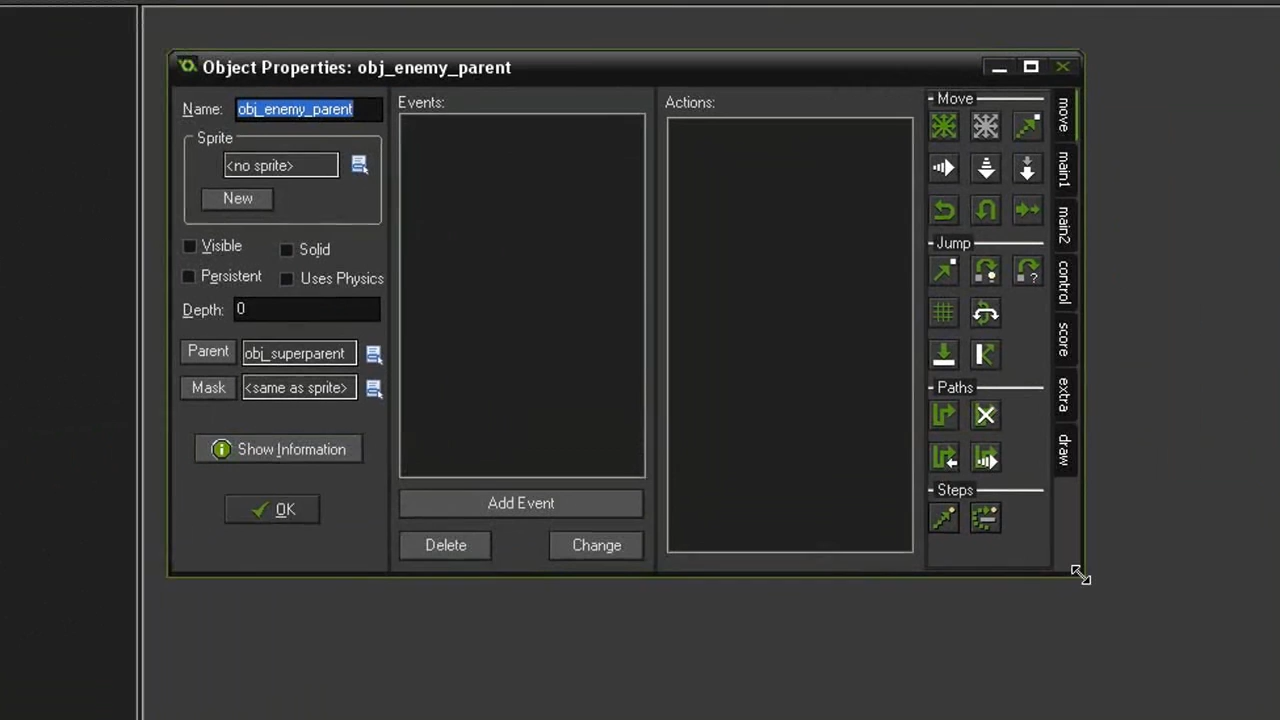 Object Properties: obj_enemy_parent
Name: obj_enemy_parent
Sprite
<no sprite>
New
Visible
Solid
Persistent
Uses Physics
Depth: 0
Parent obj_superparent
Mask <same as sprite>
Show Information
OK
Events:
Add Event
Delete
Change
Actions:
Move
Jump
?
Paths
Steps
move
main1
main2
control
score
extra
draw